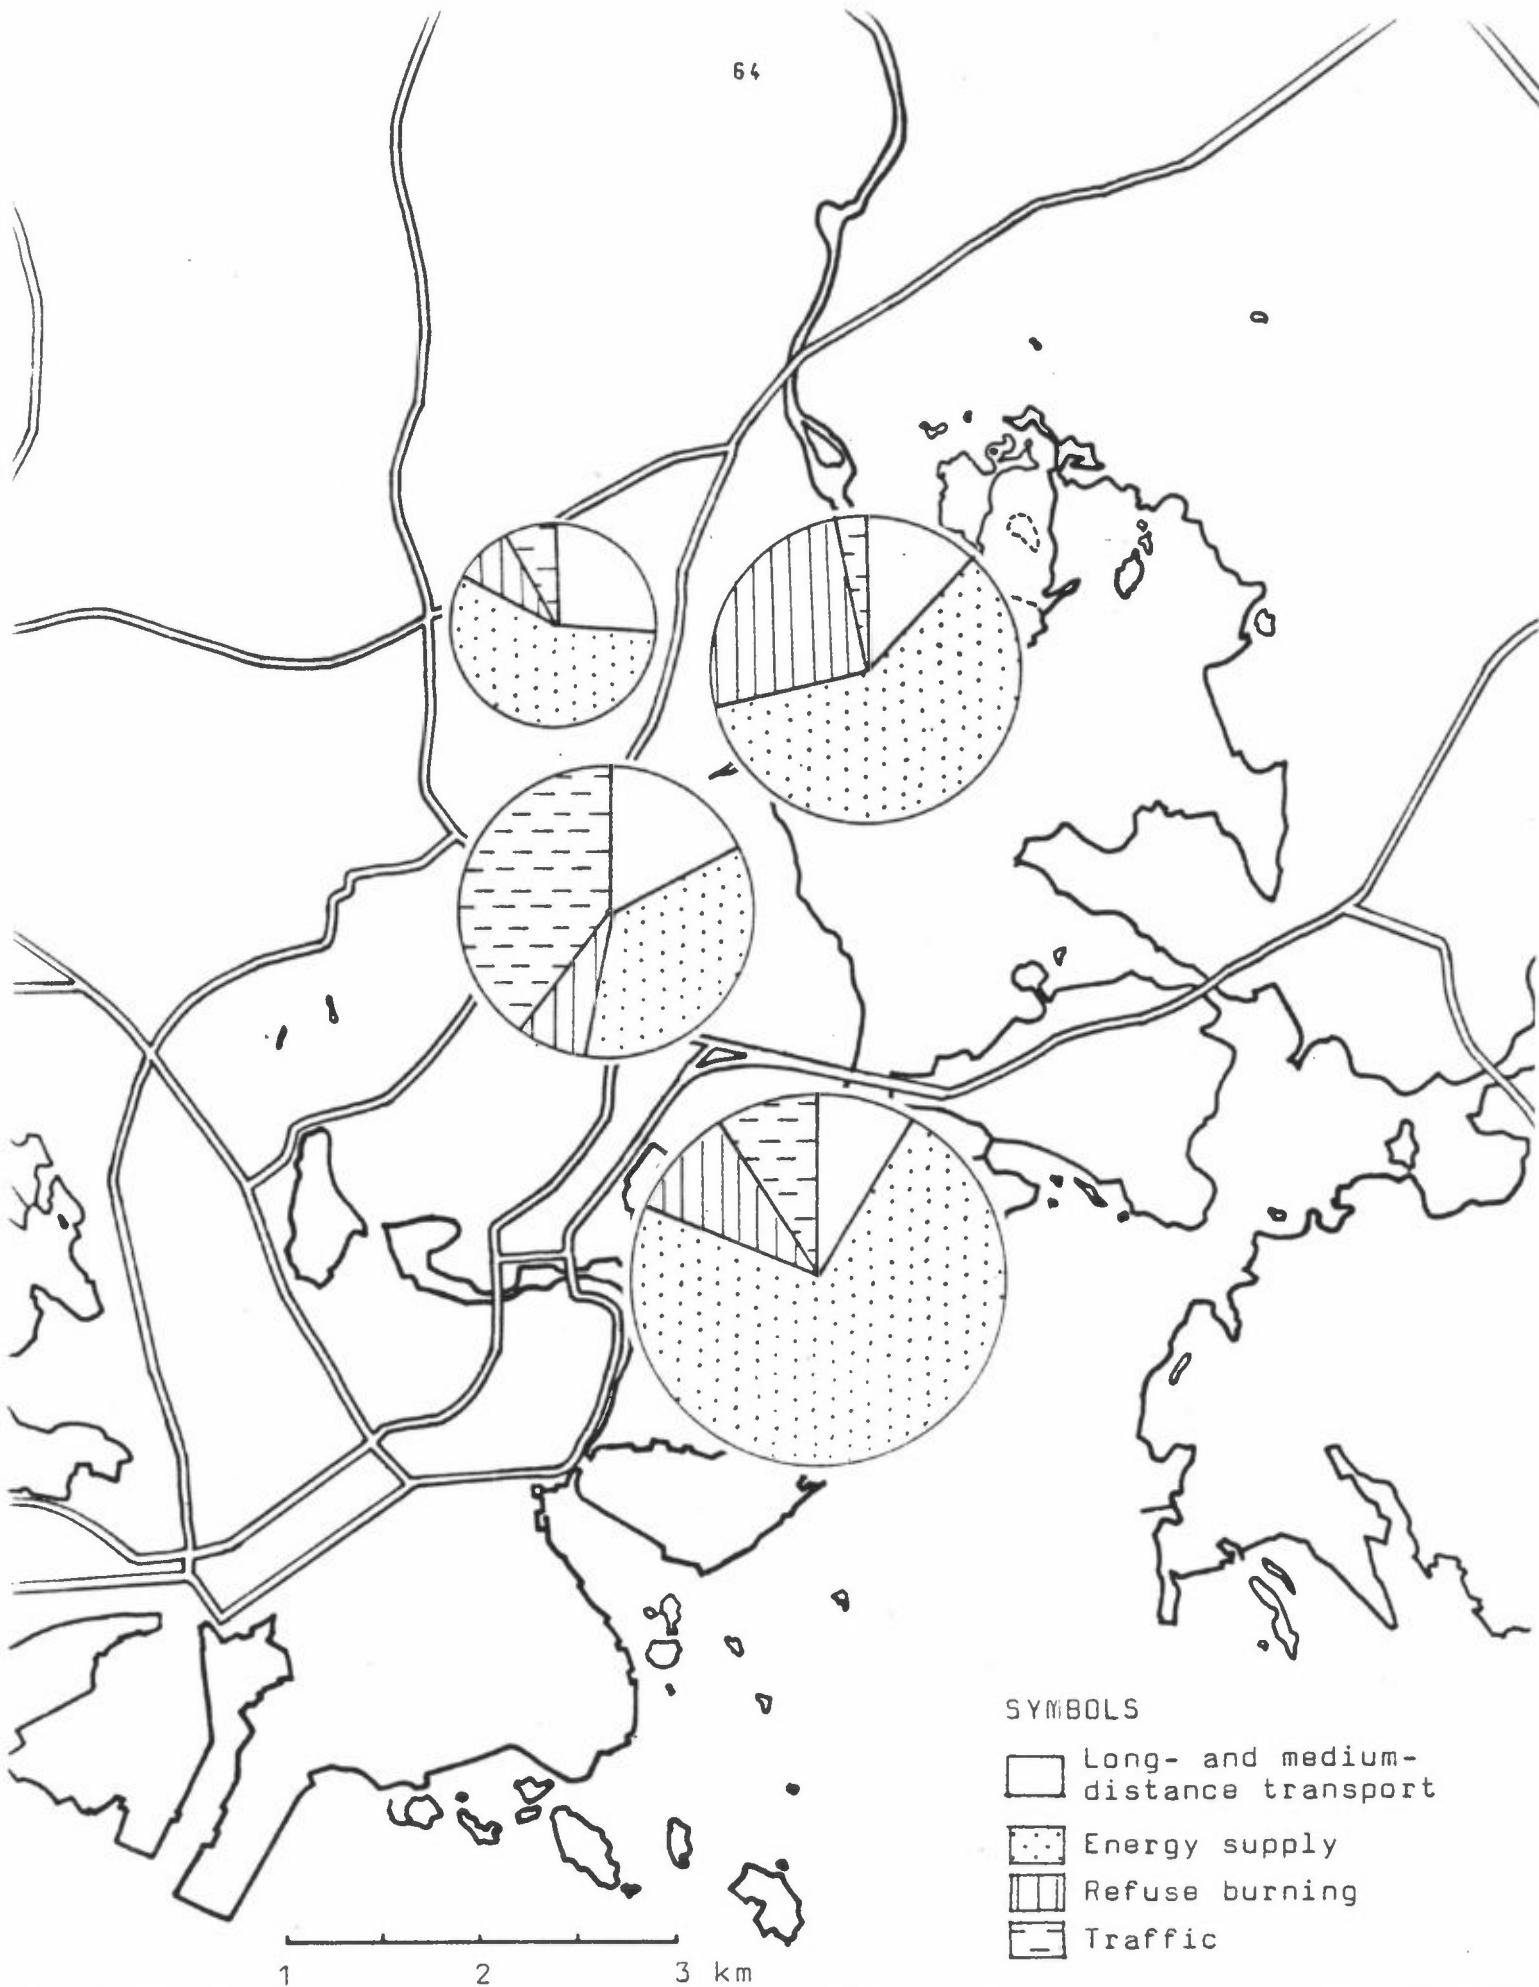 64
SYMBOLS
Long- and medium-
distance transport
Energy supply
Refuse burning
Traffic
1 2 3 km